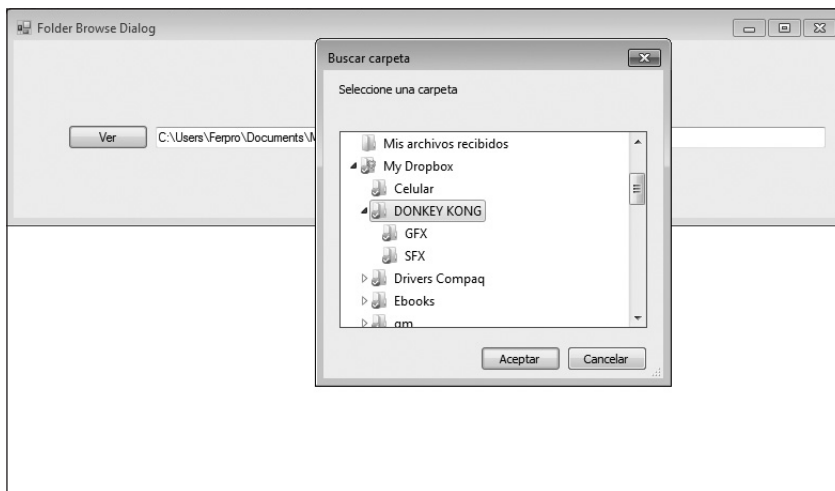 Folder Browse Dialog
Buscar carpeta
Seleccione una carpeta
Ver
C:\Users\Ferpro\Documents\
Mis archivos recibidos
My Dropbox
Celular
DONKEY KONG
GFX
SFX
Drivers Compaq
Ebooks
gm
Aceptar
Cancelar